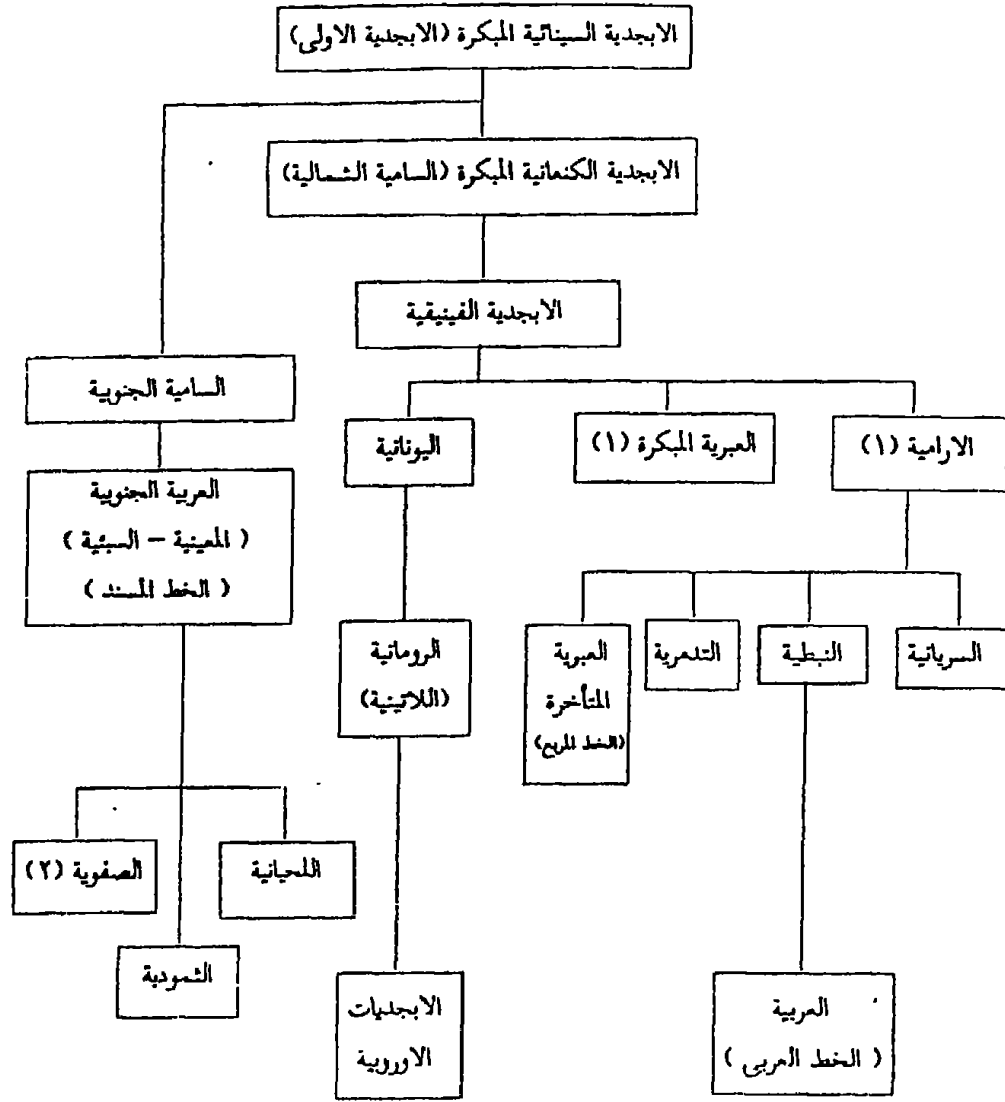 الابجدية السينائية المبكرة (الابجدية الاولى)
الابجدية الكنعانية المبكرة (السامية الشمالية)
الابجدية الفينيقية
السامية الجنوبية
الارامية (١)
العبرية المبكرة (١)
اليونانية
العربية الجنوبية
( المعينية – السبئية )
( الخط المسند )
السريانية
النبطية
التدمرية
العبرية
المتأخرة
(الخط المربع)
الرومانية
(اللاتينية)
اللحيانية
الصفوية (٢)
الثمودية
العربية
( الخط العربى )
الابجديات
الاوروبية